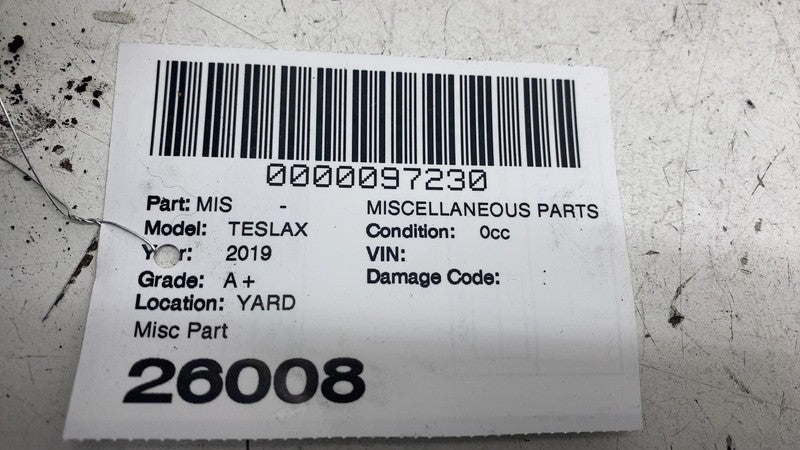 0000097230
Part: MIS - MISCELLANEOUS PARTS
Model: TESLAX Condition: 0cc
2019 VIN:
Grade: A+ Damage Code:
Location: YARD
Misc Part
26008